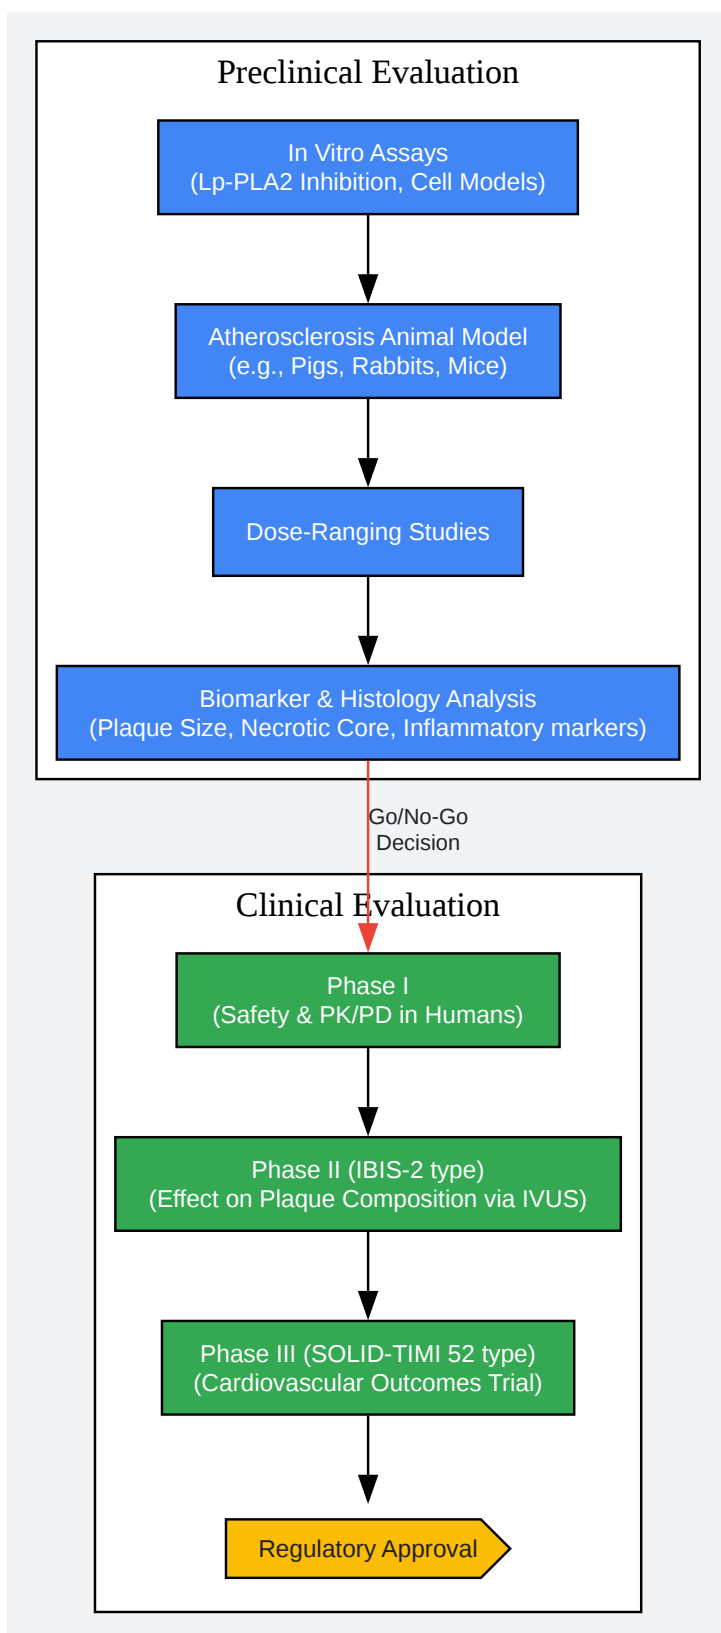 Preclinical Evaluation
In Vitro Assays
(Lp-PLA2 Inhibition, Cell Models)
Atherosclerosis Animal Model
(e.g., Pigs, Rabbits, Mice)
Dose-Ranging Studies
Biomarker & Histology Analysis
(Plaque Size, Necrotic Core, Inflammatory markers)
Go/No-Go
Decision
Clinical Evaluation
Phase I
(Safety & PK/PD in Humans)
Phase II (IBIS-2 type)
(Effect on Plaque Composition via IVUS)
Phase III (SOLID-TIMI 52 type)
(Cardiovascular Outcomes Trial)
Regulatory Approval